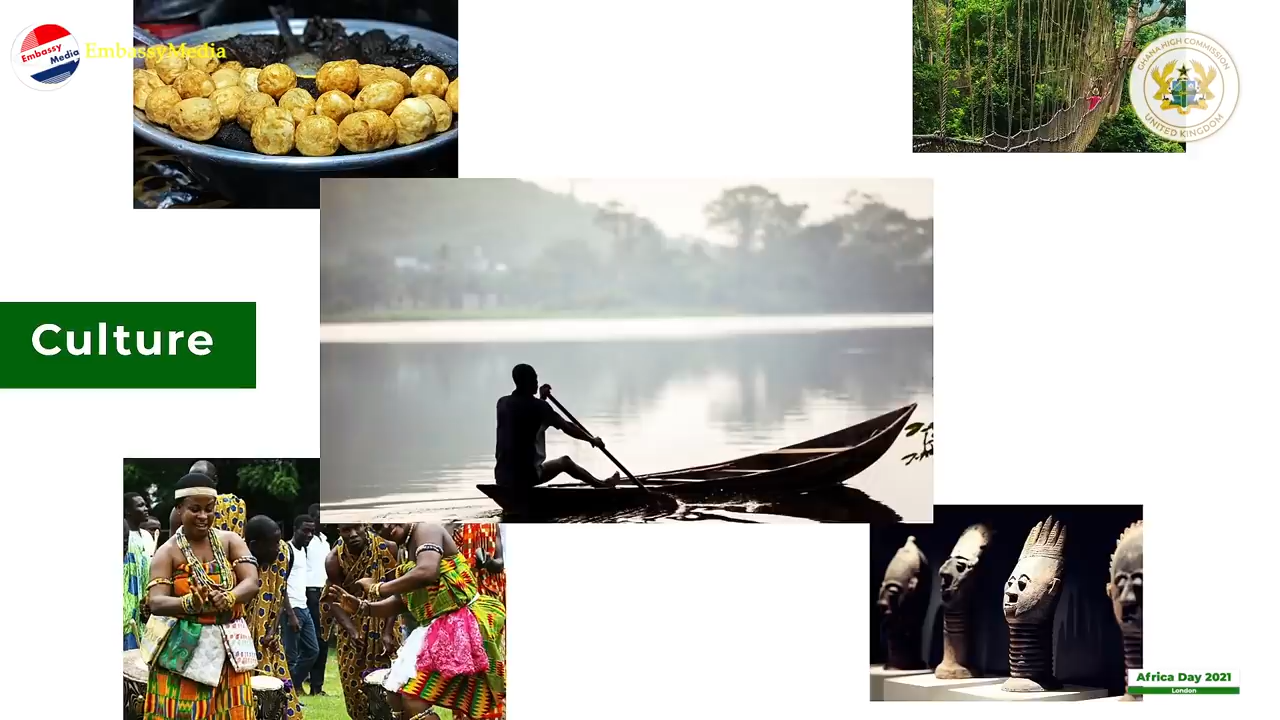 Embassy
Media
EmbassyMedia
GHANA HIGH COMMISSION
UNITED KINGDOM
Culture
Africa Day 2021
London